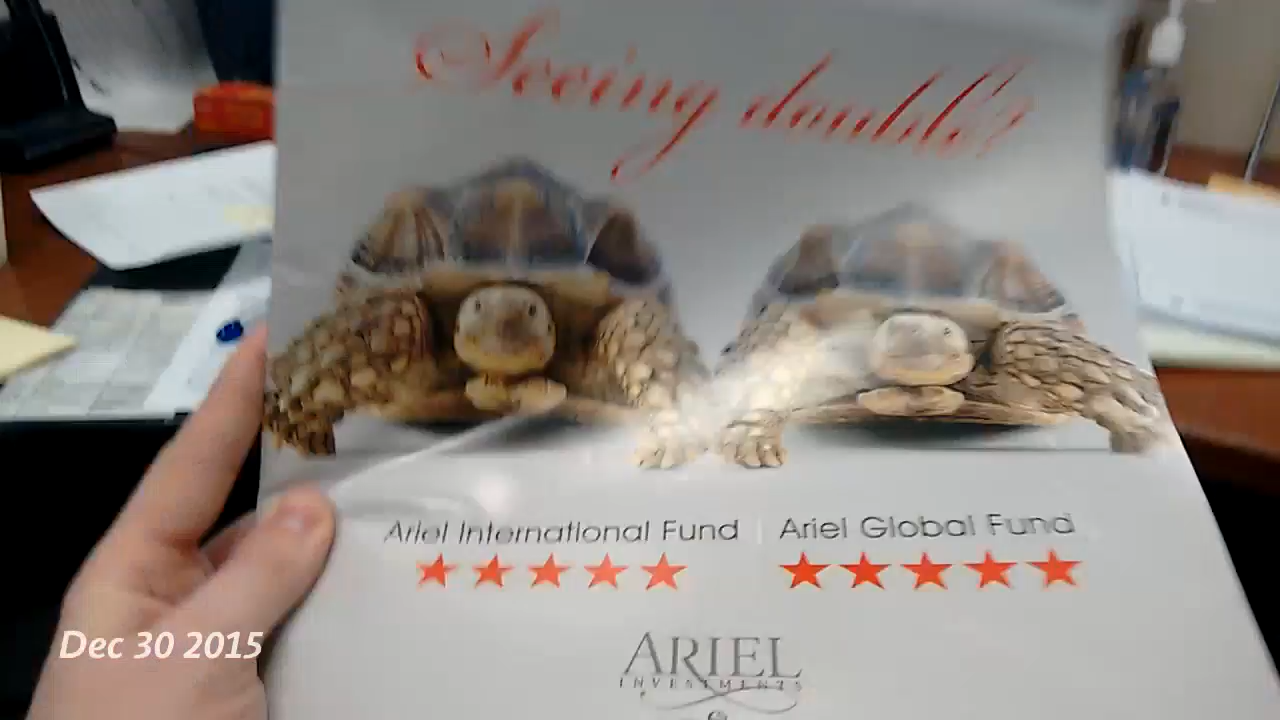 Seeing double?
Ariel International Fund | Ariel Global Fund
ARIEL
INVESTMENTS
Dec 30 2015